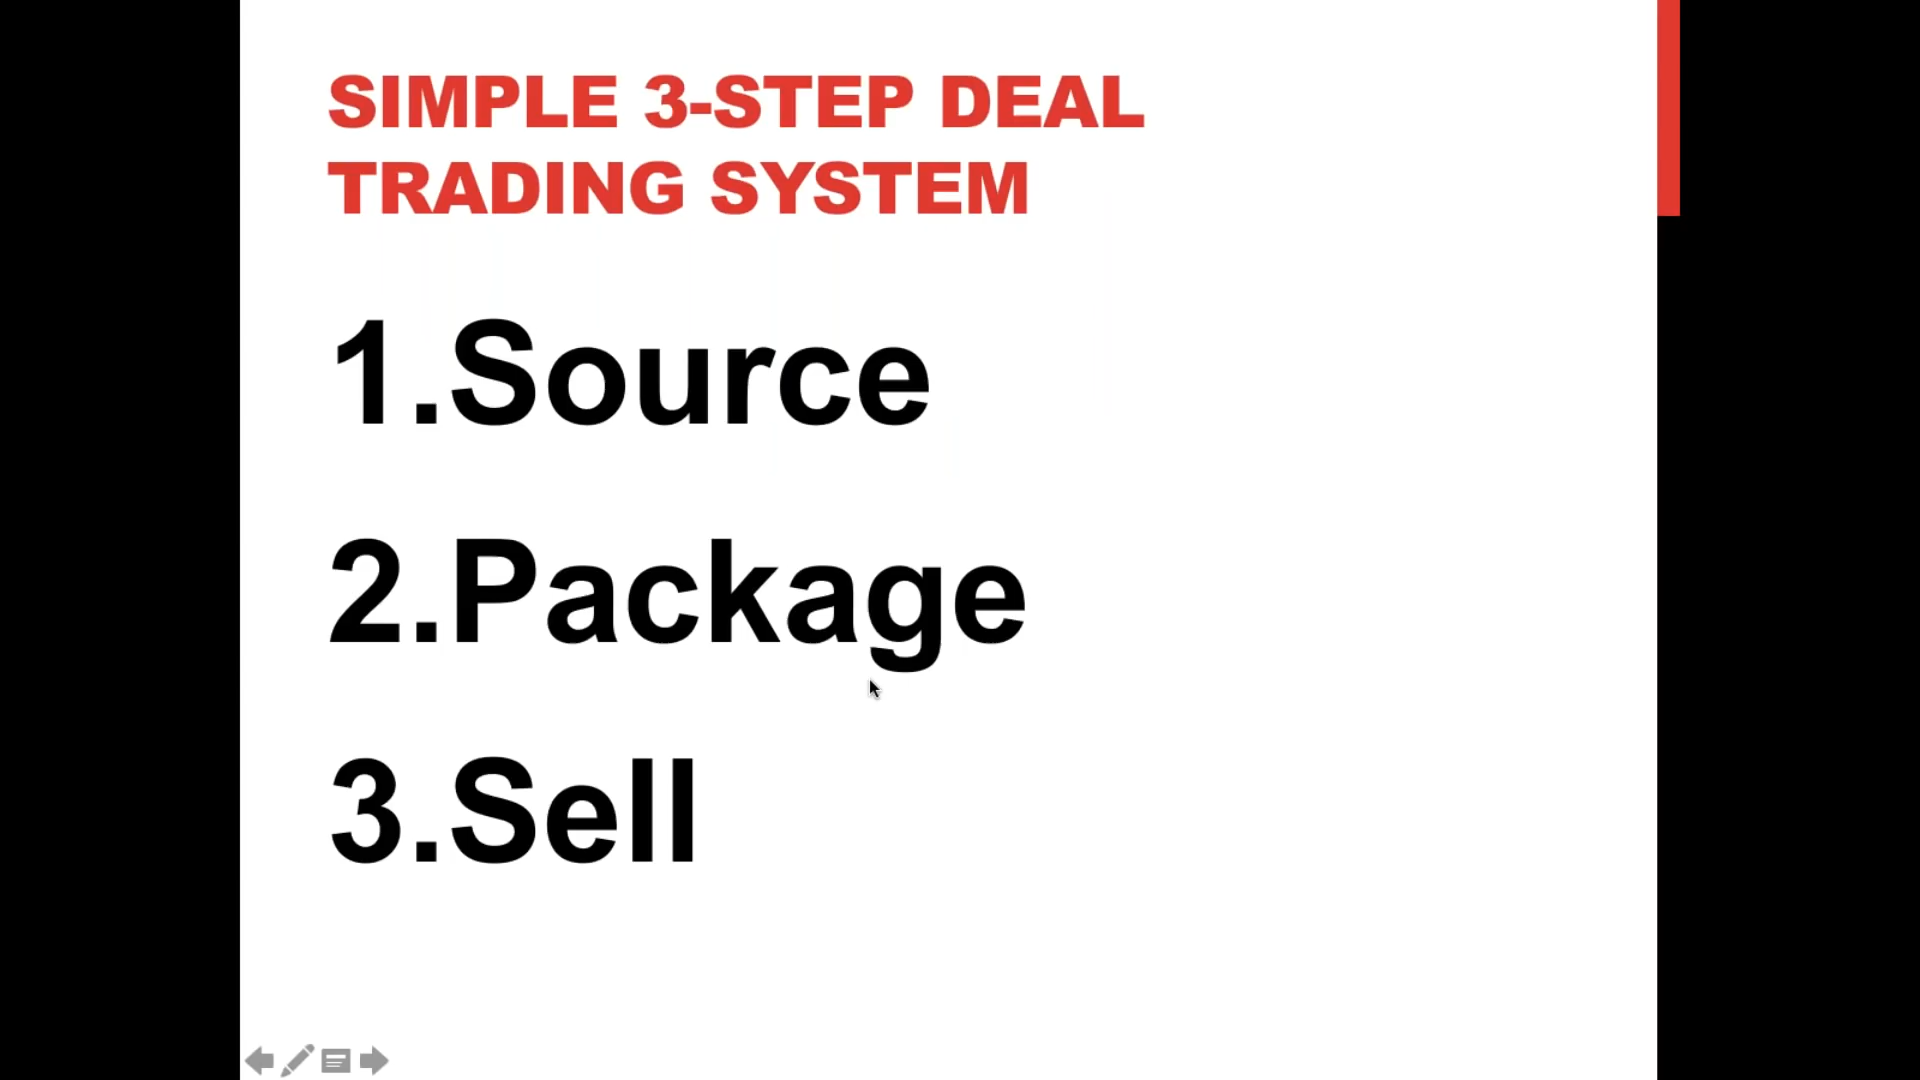 SIMPLE 3-STEP DEAL
TRADING SYSTEM
1.Source
2.Package
3.Sell